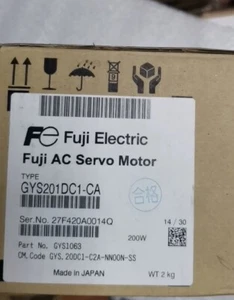 Fe Fuji Electric
Fuji AC Servo Motor
TYPE
GYS201DC1-CA
合格
Ser.No. 27F420A0014Q
200W
14 / 30
Part No. GYS1063
CM.Code GYS.200C1-C2A-NN00N-SS
Made in JAPAN
WT 2 kg